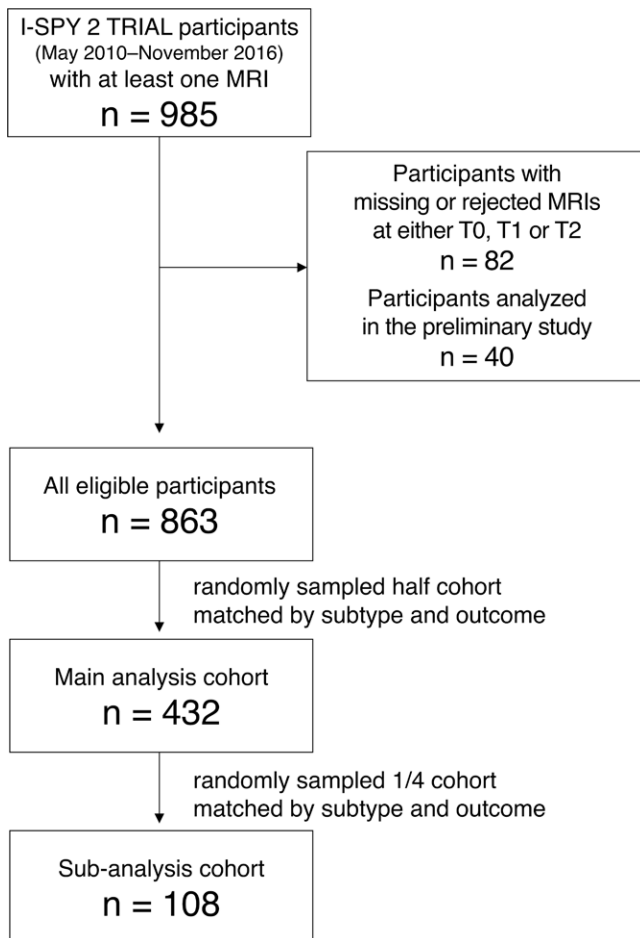 I-SPY 2 TRIAL participants
(May 2010–November 2016)
with at least one MRI
n = 985
Participants with
missing or rejected MRIs
at either T0, T1 or T2
n = 82
Participants analyzed
in the preliminary study
n = 40
All eligible participants
n = 863
randomly sampled half cohort
matched by subtype and outcome
Main analysis cohort
n = 432
randomly sampled 1/4 cohort
matched by subtype and outcome
Sub-analysis cohort
n = 108